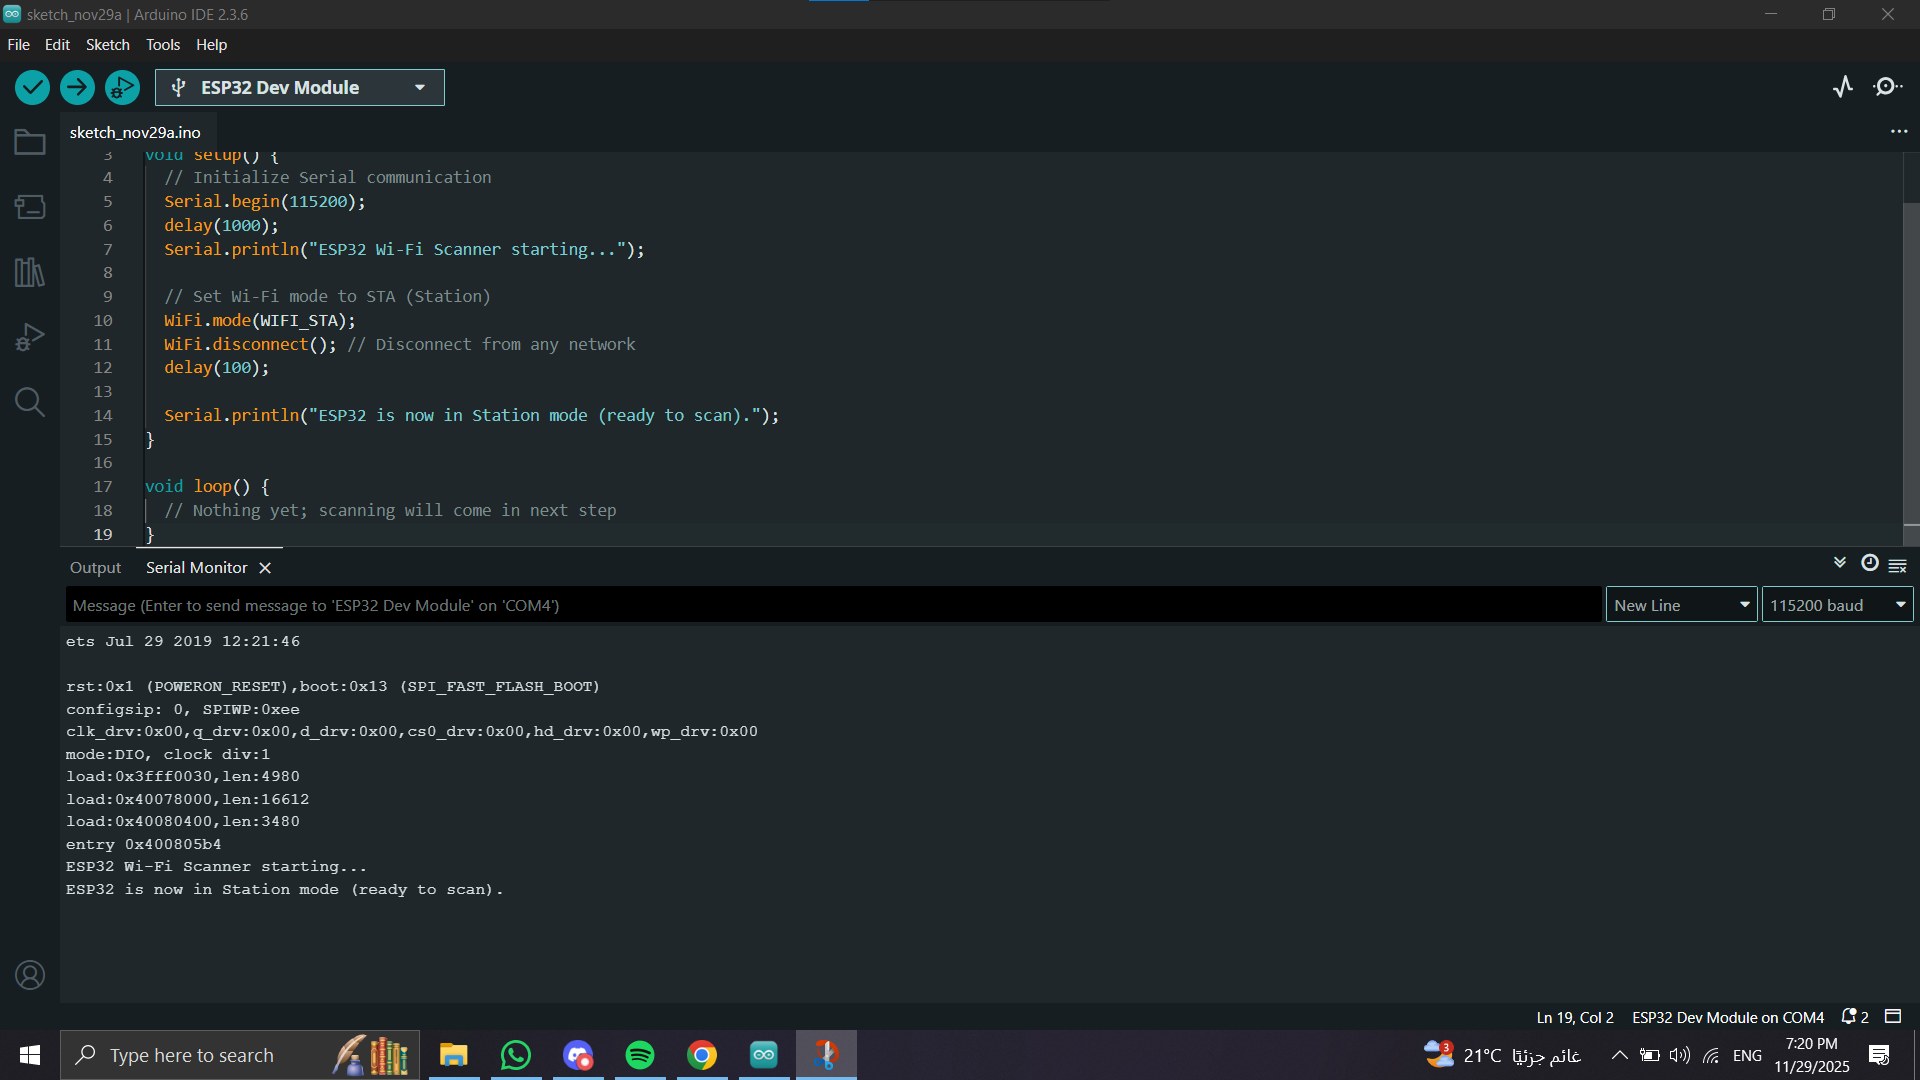 sketch_nov29a | Arduino IDE 2.3.6
File Edit Sketch Tools Help
ESP32 Dev Module
sketch_nov29a.ino
3 void setup() {
4 // Initialize Serial communication
5 Serial.begin(115200);
6 delay(1000);
7 Serial.println("ESP32 Wi-Fi Scanner starting...");
8
9 // Set Wi-Fi mode to STA (Station)
10 WiFi.mode(WIFI_STA);
11 WiFi.disconnect(); // Disconnect from any network
12 delay(100);
13
14 Serial.println("ESP32 is now in Station mode (ready to scan).");
15 }
16
17 void loop() {
18 // Nothing yet; scanning will come in next step
19 }
Output Serial Monitor
Message (Enter to send message to 'ESP32 Dev Module' on 'COM4') New Line 115200 baud
ets Jul 29 2019 12:21:46
rst:0x1 (POWERON_RESET),boot:0x13 (SPI_FAST_FLASH_BOOT)
configsip: 0, SPIWP:0xee
clk_drv:0x00,q_drv:0x00,d_drv:0x00,cs0_drv:0x00,hd_drv:0x00,wp_drv:0x00
mode:DIO, clock div:1
load:0x3fff0030,len:4980
load:0x40078000,len:16612
load:0x40080400,len:3480
entry 0x400805b4
ESP32 Wi-Fi Scanner starting...
ESP32 is now in Station mode (ready to scan).
Ln 19, Col 2 ESP32 Dev Module on COM4 2
Type here to search 3 21°C غائم جزئيًا ENG 7:20 PM
11/29/2025